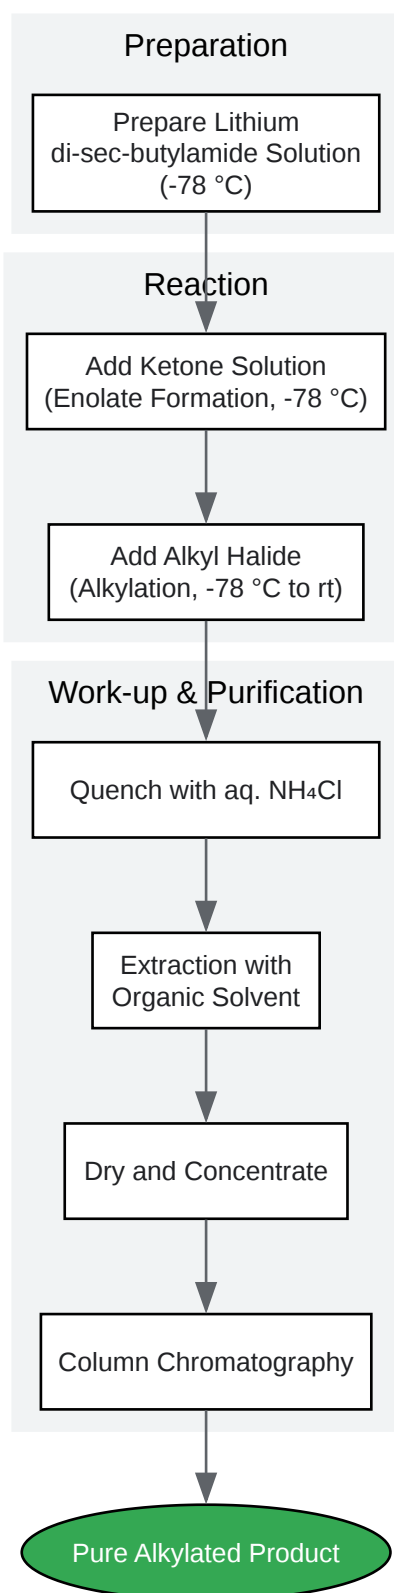 Preparation
Prepare Lithium
di-sec-butylamide Solution
(-78 °C)
Reaction
Add Ketone Solution
(Enolate Formation, -78 °C)
Add Alkyl Halide
(Alkylation, -78 °C to rt)
Work-up & Purification
Quench with aq. NH₄Cl
Extraction with
Organic Solvent
Dry and Concentrate
Column Chromatography
Pure Alkylated Product